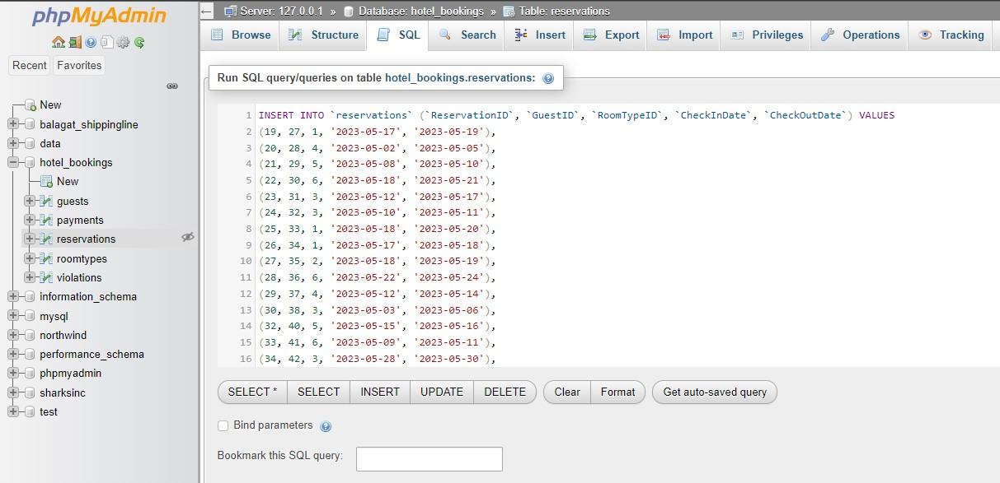 phpMyAdmin
Recent Favorites
New
balagat_shippingline
data
hotel_bookings
New
guests
payments
reservations
roomtypes
violations
information_schema
mysql
northwind
performance_schema
phpmyadmin
sharksinc
test
Server: 127.0.0.1 » Database: hotel_bookings » Table: reservations
Browse Structure SQL Search Insert Export Import Privileges Operations Tracking
Run SQL query/queries on table hotel_bookings.reservations:
1 INSERT INTO `reservations` (`ReservationID`, `GuestID`, `RoomTypeID`, `CheckInDate`, `CheckOutDate`) VALUES
2 (19, 27, 1, '2023-05-17', '2023-05-19'),
3 (20, 28, 4, '2023-05-02', '2023-05-05'),
4 (21, 29, 5, '2023-05-08', '2023-05-10'),
5 (22, 30, 6, '2023-05-18', '2023-05-21'),
6 (23, 31, 3, '2023-05-12', '2023-05-17'),
7 (24, 32, 3, '2023-05-10', '2023-05-11'),
8 (25, 33, 1, '2023-05-18', '2023-05-20'),
9 (26, 34, 1, '2023-05-17', '2023-05-18'),
10 (27, 35, 2, '2023-05-18', '2023-05-19'),
11 (28, 36, 6, '2023-05-22', '2023-05-24'),
12 (29, 37, 4, '2023-05-12', '2023-05-14'),
13 (30, 38, 3, '2023-05-03', '2023-05-06'),
14 (32, 40, 5, '2023-05-15', '2023-05-16'),
15 (33, 41, 6, '2023-05-09', '2023-05-11'),
16 (34, 42, 3, '2023-05-28', '2023-05-30'),
SELECT * SELECT INSERT UPDATE DELETE Clear Format Get auto-saved query
Bind parameters
Bookmark this SQL query: